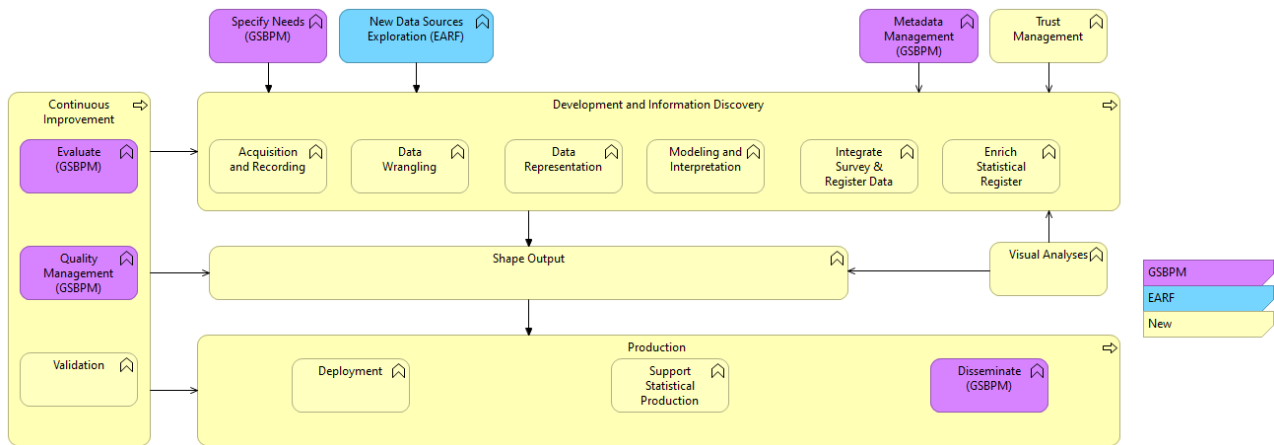 Specify Needs
(GSBPM)
New Data Sources
Exploration (EARF)
Metadata
Management
(GSBPM)
Trust
Management
Continuous
Improvement
Evaluate
(GSBPM)
Quality
Management
(GSBPM)
Validation
Development and Information Discovery
Acquisition
and Recording
Data
Wrangling
Data
Representation
Modeling and
Interpretation
Integrate
Survey &
Register Data
Enrich
Statistical
Register
Shape Output
Visual Analyses
Production
Deployment
Support
Statistical
Production
Disseminate
(GSBPM)
GSBPM
EARF
New